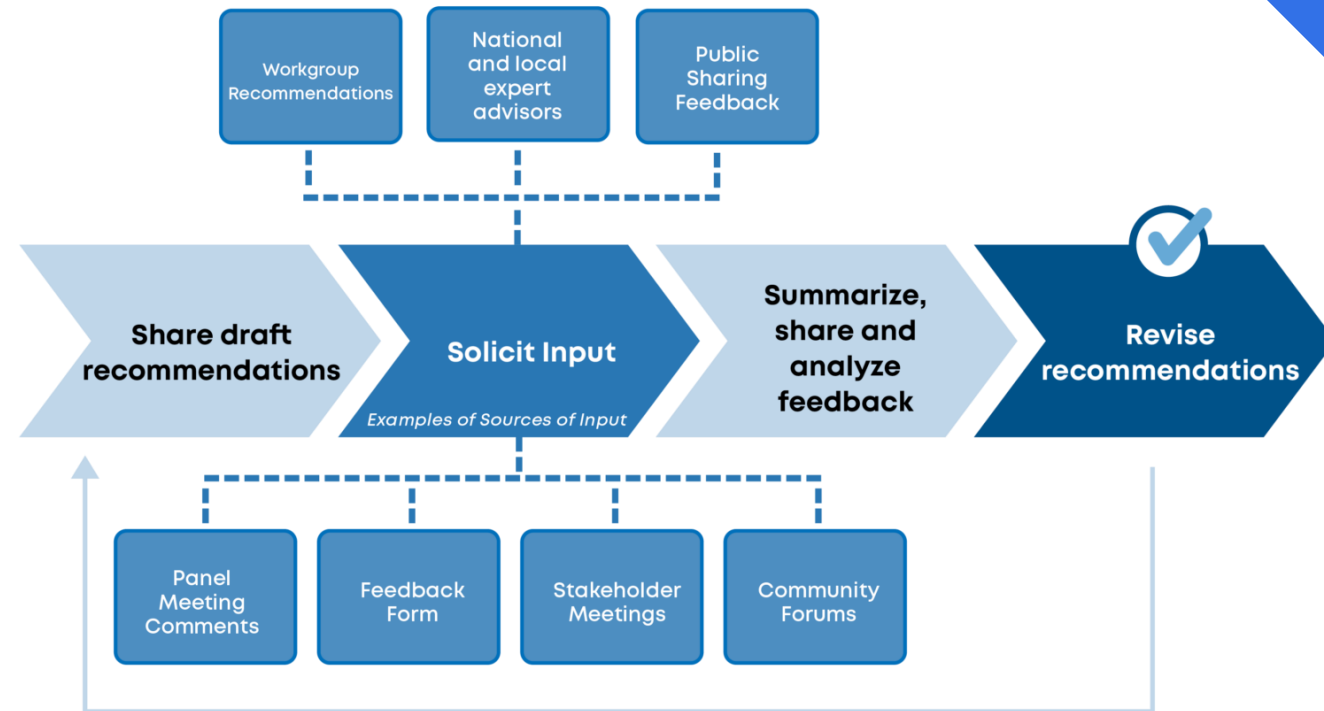 Workgroup
Recommendations
National
and local
expert
advisors
Public
Sharing
Feedback
Share draft
recommendations
Solicit Input
Examples of Sources of Input
Summarize,
share and
analyze
feedback
Revise
recommendations
Panel
Meeting
Comments
Feedback
Form
Stakeholder
Meetings
Community
Forums